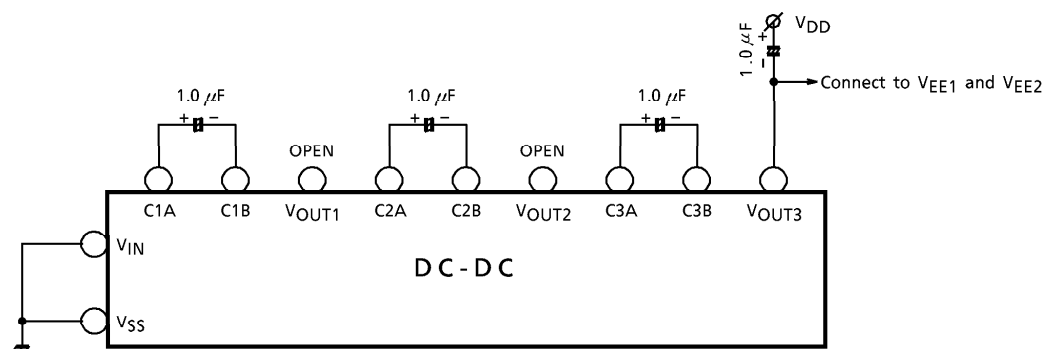 VDD
1.0 μF
+
−
Connect to VEE1 and VEE2
1.0 μF
1.0 μF
1.0 μF
+ −
+ −
+ −
OPEN
OPEN
C1A C1B VOUT1 C2A C2B VOUT2 C3A C3B VOUT3
VIN
DC-DC
VSS